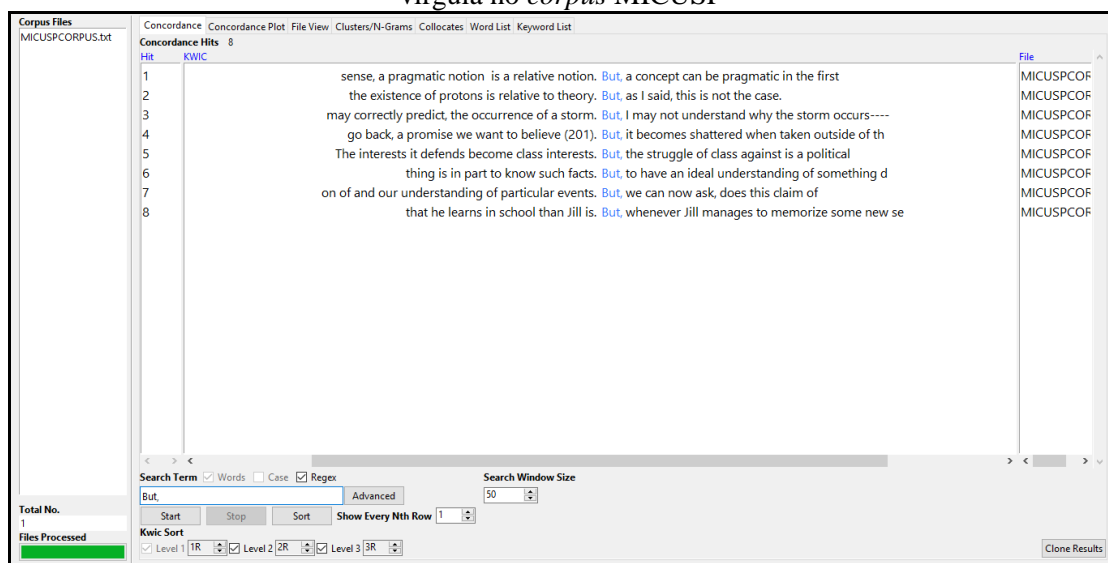 vírgula no corpus MICUSP
Corpus Files
MICUSPCORPUS.txt
Concordance Concordance Plot File View Clusters/N-Grams Collocates Word List Keyword List
Concordance Hits 8
Hit KWIC File
1 sense, a pragmatic notion is a relative notion. But, a concept can be pragmatic in the first MICUSPCOR
2 the existence of protons is relative to theory. But, as I said, this is not the case. MICUSPCOR
3 may correctly predict, the occurrence of a storm. But, I may not understand why the storm occurs---- MICUSPCOR
4 go back, a promise we want to believe (201). But, it becomes shattered when taken outside of th MICUSPCOR
5 The interests it defends become class interests. But, the struggle of class against is a political MICUSPCOR
6 thing is in part to know such facts. But, to have an ideal understanding of something d MICUSPCOR
7 on of and our understanding of particular events. But, we can now ask, does this claim of MICUSPCOR
8 that he learns in school than Jill is. But, whenever Jill manages to memorize some new se MICUSPCOR
Search Term Words Case Regex Search Window Size
But, Advanced 50
Start Stop Sort Show Every Nth Row 1
Kwic Sort
Level 1 1R Level 2 2R Level 3 3R Clone Results
Total No.
1
Files Processed